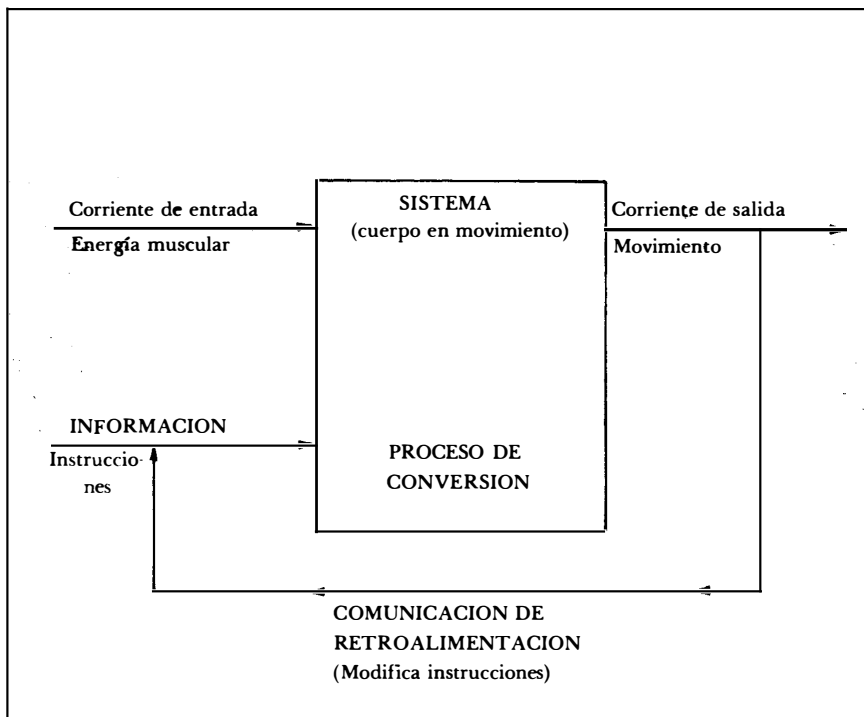 Corriente de entrada
Energía muscular
SISTEMA
(cuerpo en movimiento)
Corriente de salida
Movimiento
INFORMACION
Instruccio-
nes
PROCESO DE
CONVERSION
COMUNICACION DE
RETROALIMENTACION
(Modifica instrucciones)